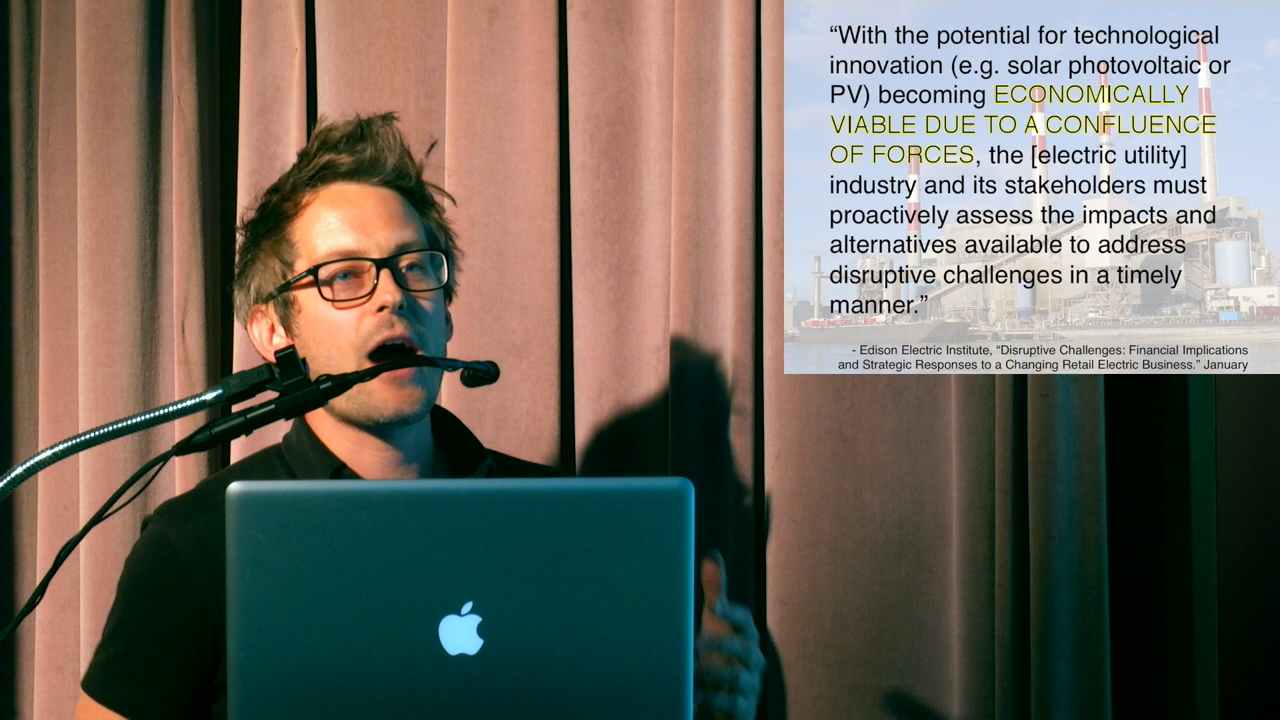 “With the potential for technological
innovation (e.g. solar photovoltaic or
PV) becoming ECONOMICALLY
VIABLE DUE TO A CONFLUENCE
OF FORCES, the [electric utility]
industry and its stakeholders must
proactively assess the impacts and
alternatives available to address
disruptive challenges in a timely
manner.”
- Edison Electric Institute, “Disruptive Challenges: Financial Implications
and Strategic Responses to a Changing Retail Electric Business.” January